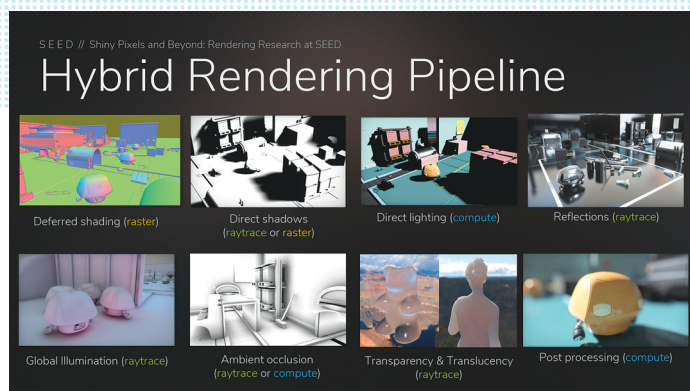 SEED // Shiny Pixels and Beyond: Rendering Research at SEED
Hybrid Rendering Pipeline
Deferred shading (raster)
Direct shadows
(raytrace or raster)
Direct lighting (compute)
Reflections (raytrace)
Global Illumination (raytrace)
Ambient occlusion
(raytrace or compute)
Transparency & Translucency
(raytrace)
Post processing (compute)